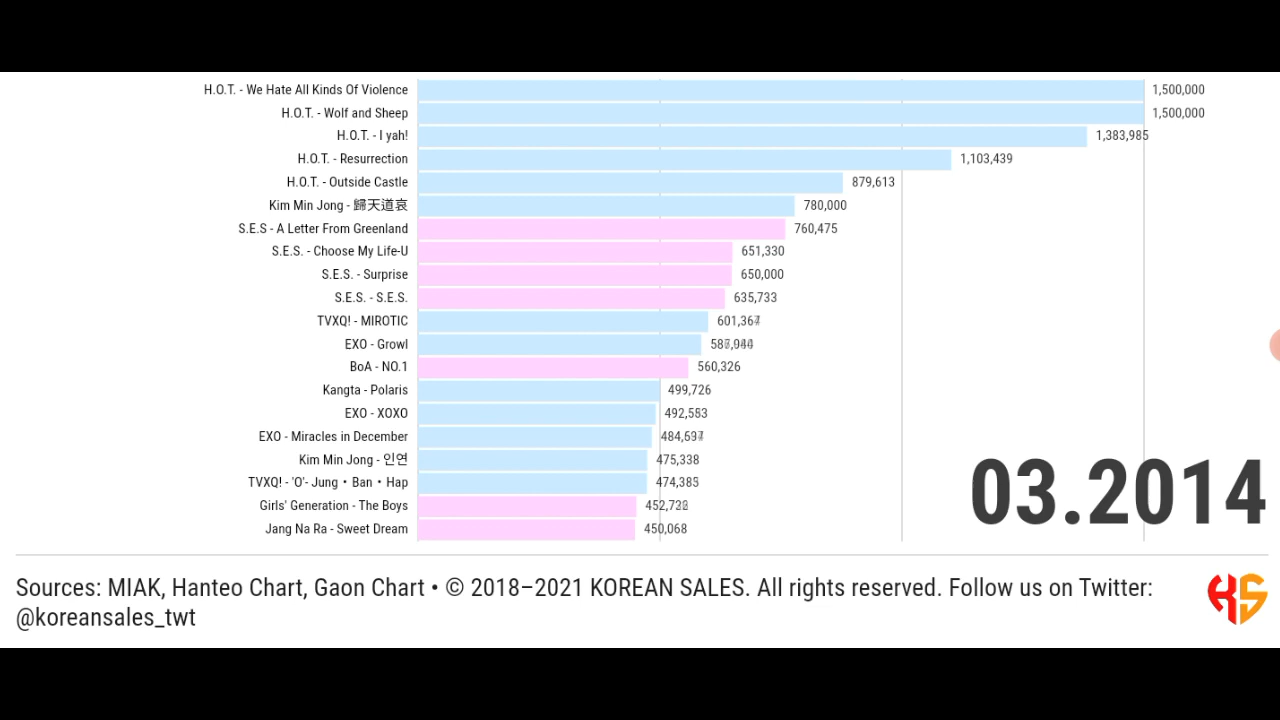 H.O.T. - We Hate All Kinds Of Violence 1,500,000
H.O.T. - Wolf and Sheep 1,500,000
H.O.T. - I yah! 1,383,985
H.O.T. - Resurrection 1,103,439
H.O.T. - Outside Castle 879,613
Kim Min Jong - 歸天道哀 780,000
S.E.S - A Letter From Greenland 760,475
S.E.S. - Choose My Life-U 651,330
S.E.S. - Surprise 650,000
S.E.S. - S.E.S. 635,733
TVXQ! - MIROTIC
EXO - Growl
BoA - NO.1 560,326
Kangta - Polaris 499,726
EXO - XOXO 492,583
EXO - Miracles in December
Kim Min Jong - 인연 475,338
TVXQ! - 'O'- Jung・Ban・Hap 474,385
Girls' Generation - The Boys
Jang Na Ra - Sweet Dream 450,068
03.2014
Sources: MIAK, Hanteo Chart, Gaon Chart • © 2018–2021 KOREAN SALES. All rights reserved. Follow us on Twitter:
@koreansales_twt
KS